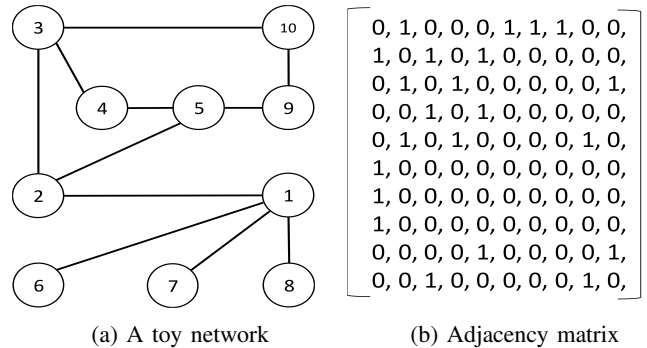 3
10
4
5
9
2
1
6
7
8
0, 1, 0, 0, 0, 1, 1, 1, 0, 0,
1, 0, 1, 0, 1, 0, 0, 0, 0, 0,
0, 1, 0, 1, 0, 0, 0, 0, 0, 1,
0, 0, 1, 0, 1, 0, 0, 0, 0, 0,
0, 1, 0, 1, 0, 0, 0, 0, 1, 0,
1, 0, 0, 0, 0, 0, 0, 0, 0, 0,
1, 0, 0, 0, 0, 0, 0, 0, 0, 0,
1, 0, 0, 0, 0, 0, 0, 0, 0, 0,
0, 0, 0, 0, 1, 0, 0, 0, 0, 1,
0, 0, 1, 0, 0, 0, 0, 0, 1, 0,
(a) A toy network
(b) Adjacency matrix